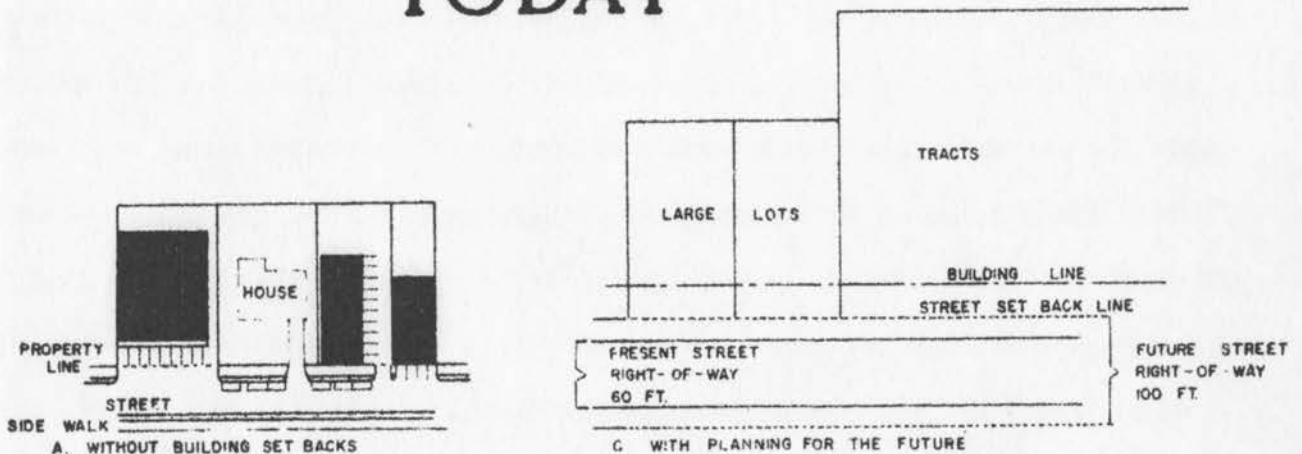 TODAY
HOUSE
PROPERTY
LINE
STREET
SIDE WALK
A. WITHOUT BUILDING SET BACKS
TRACTS
LARGE LOTS
BUILDING LINE
STREET SET BACK LINE
PRESENT STREET
RIGHT-OF-WAY
60 FT.
FUTURE STREET
RIGHT-OF-WAY
100 FT.
C WITH PLANNING FOR THE FUTURE